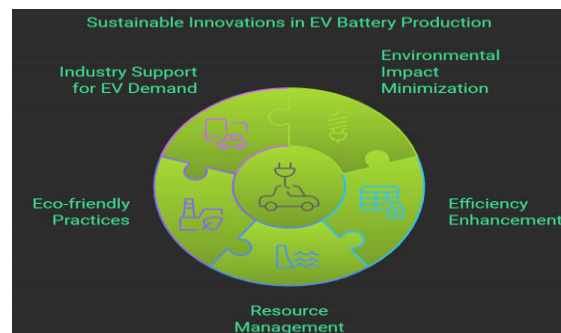 Sustainable Innovations in EV Battery Production
Industry Support
for EV Demand
Environmental
Impact
Minimization
Eco-friendly
Practices
Efficiency
Enhancement
Resource
Management